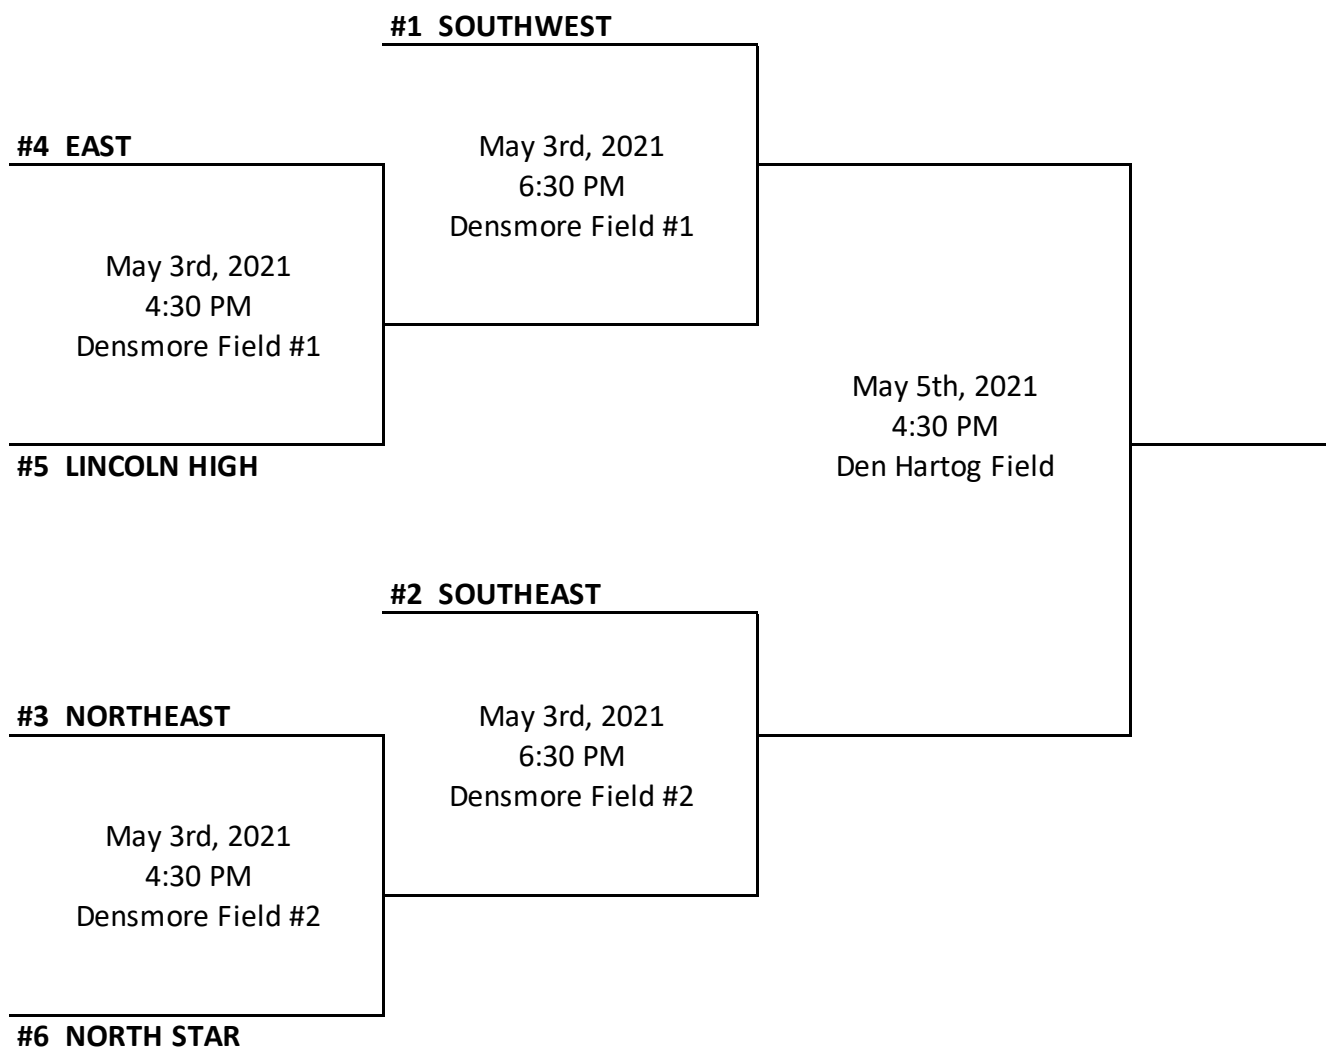 #1 SOUTHWEST
#4 EAST
May 3rd, 2021
6:30 PM
Densmore Field #1
May 3rd, 2021
4:30 PM
Densmore Field #1
#5 LINCOLN HIGH
May 5th, 2021
4:30 PM
Den Hartog Field
#2 SOUTHEAST
#3 NORTHEAST
May 3rd, 2021
6:30 PM
Densmore Field #2
May 3rd, 2021
4:30 PM
Densmore Field #2
#6 NORTH STAR